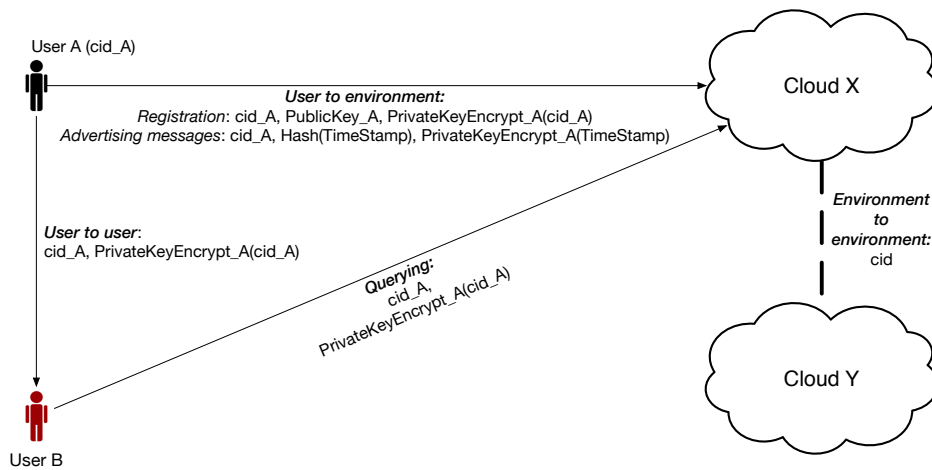 User A (cid_A)
Cloud X
User to environment:
Registration: cid_A, PublicKey_A, PrivateKeyEncrypt_A(cid_A)
Advertising messages: cid_A, Hash(TimeStamp), PrivateKeyEncrypt_A(TimeStamp)
Environment
to
environment:
cid
User to user:
cid_A, PrivateKeyEncrypt_A(cid_A)
Querying:
cid_A,
PrivateKeyEncrypt_A(cid_A)
Cloud Y
User B